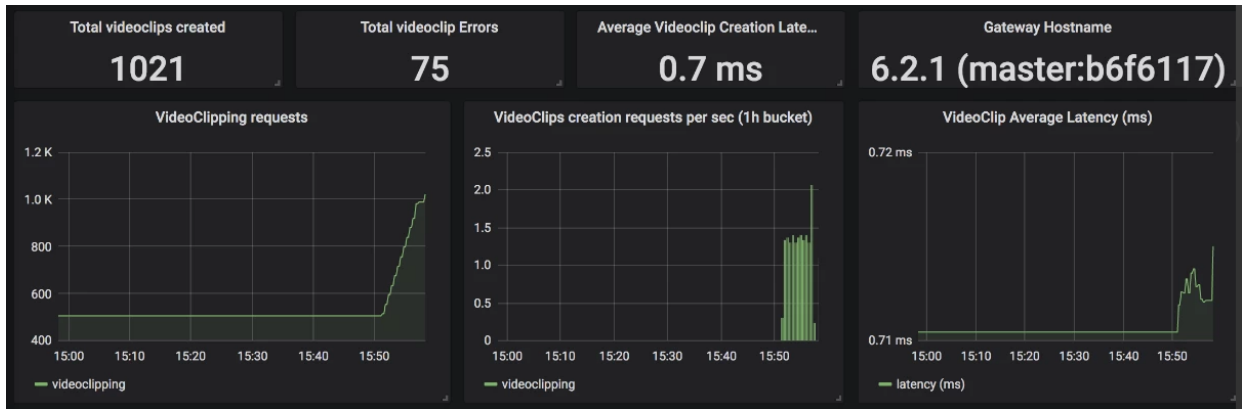 Total videoclips created
1021
Total videoclip Errors
75
Average Videoclip Creation Late...
0.7 ms
Gateway Hostname
6.2.1 (master:b6f6117)
VideoClipping requests
1.2 K
1.0 K
800
600
400
15:00 15:10 15:20 15:30 15:40 15:50
videoclipping
VideoClips creation requests per sec (1h bucket)
2.5
2.0
1.5
1.0
0.5
0
15:00 15:10 15:20 15:30 15:40 15:50
videoclipping
VideoClip Average Latency (ms)
0.72 ms
0.71 ms
15:00 15:10 15:20 15:30 15:40 15:50
latency (ms)